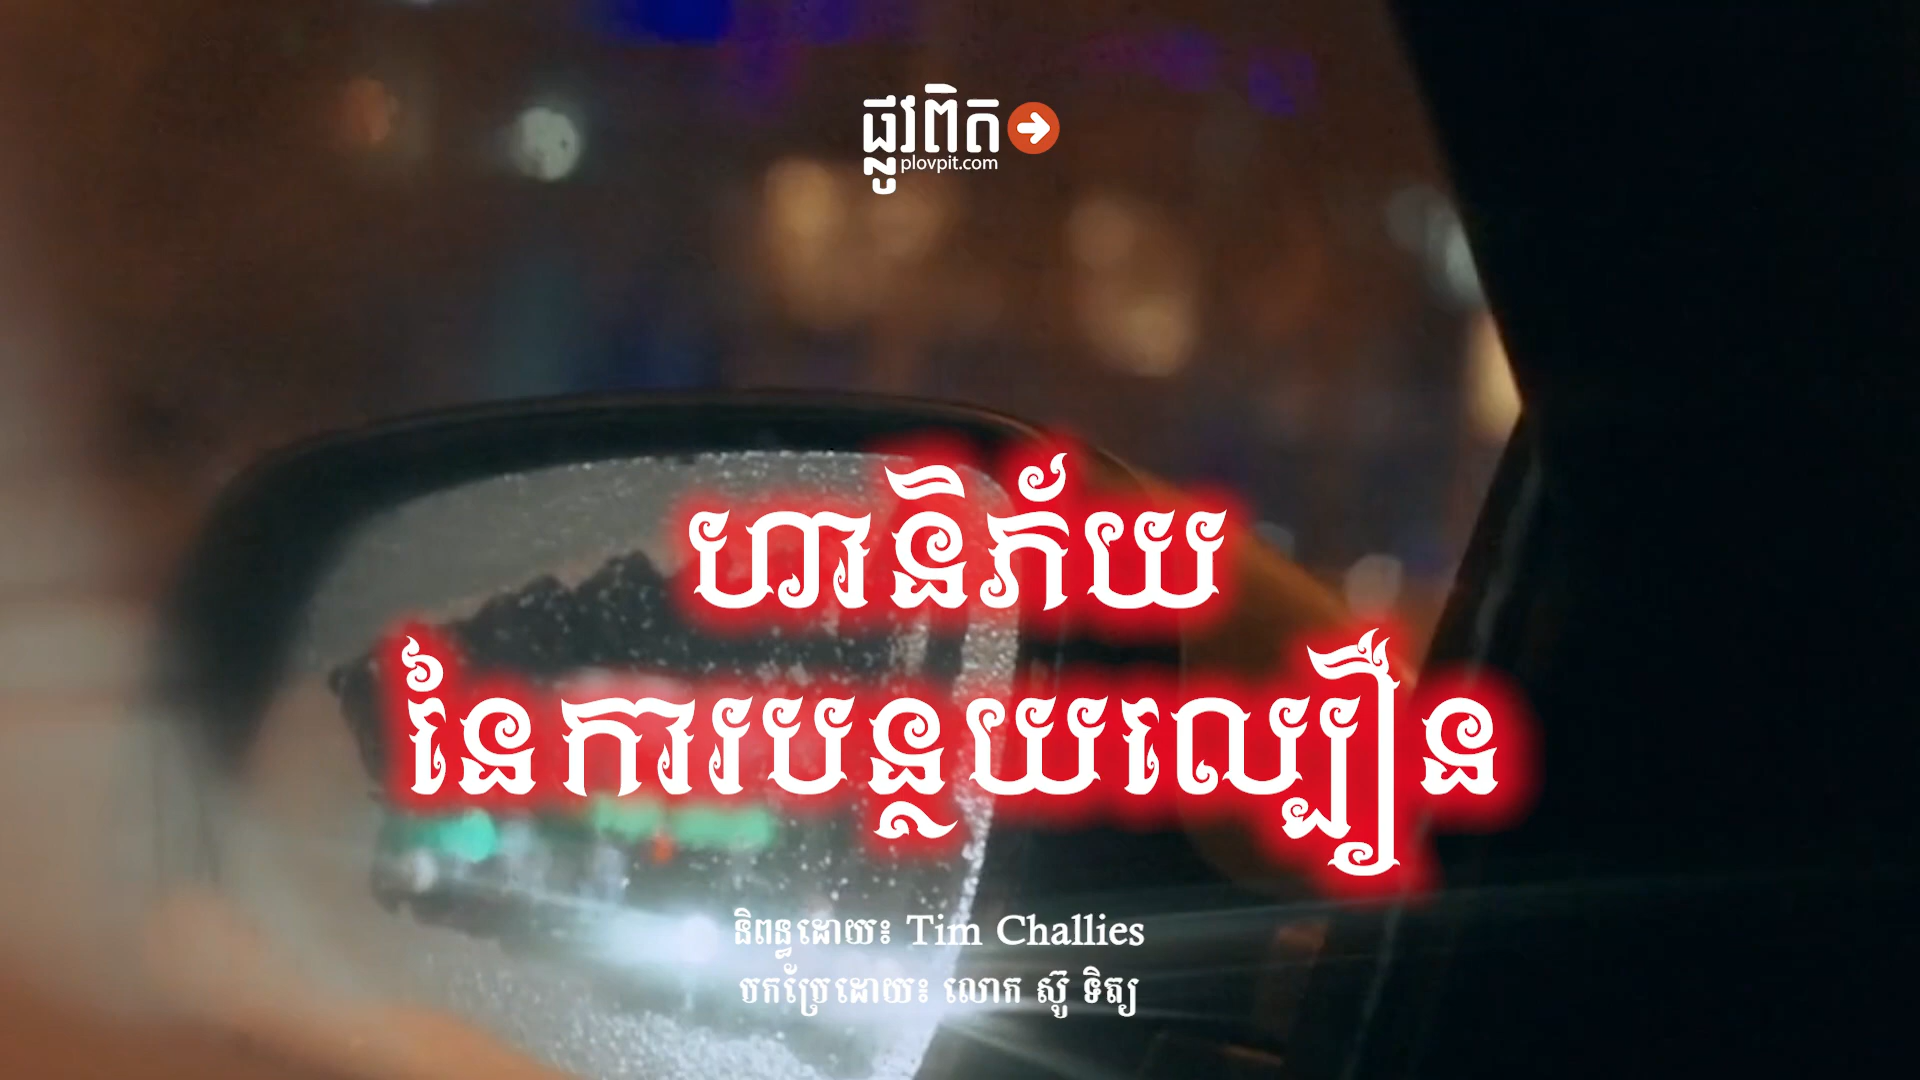 ផ្លូវពិត
plovpit.com
ហានិភ័យ
នៃការបន្ថយល្បឿន
និពន្ធដោយ៖ Tim Challies
បកប្រែដោយ៖ លោក ស៊ូ ទិត្យ